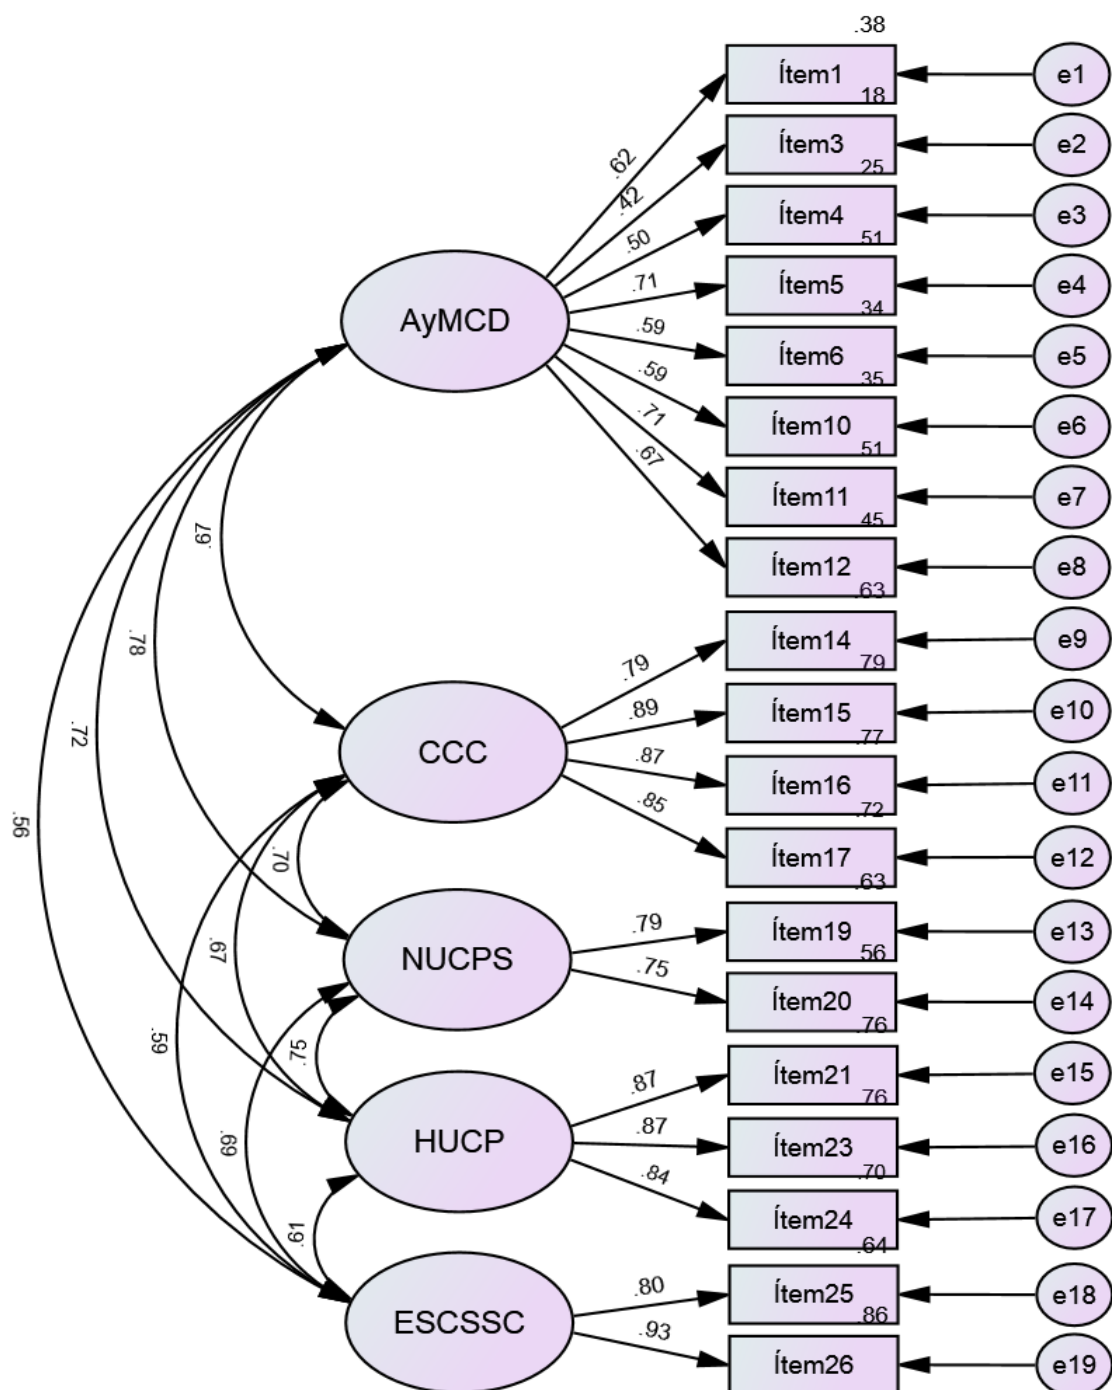 .38
Ítem1
18
e1
.62
Ítem3
25
e2
.42
Ítem4
.51
e3
.50
AyMCD
.71
Ítem5
34
e4
.59
Ítem6
.35
e5
.59
Ítem10
.51
e6
.71
Ítem11
.45
e7
.67
Ítem12
.63
e8
.78
.72
.56
CCC
.79
Ítem14
79
e9
.89
Ítem15
.77
e10
.87
Ítem16
.72
e11
.85
Ítem17
.63
e12
.70
.67
.59
NUCPS
.79
Ítem19
56
e13
.75
Ítem20
.76
e14
.75
.69
HUCP
.87
Ítem21
76
e15
.87
Ítem23
.70
e16
.84
Ítem24
.64
e17
.61
ESCSSC
.80
Ítem25
.86
e18
.93
Ítem26
e19